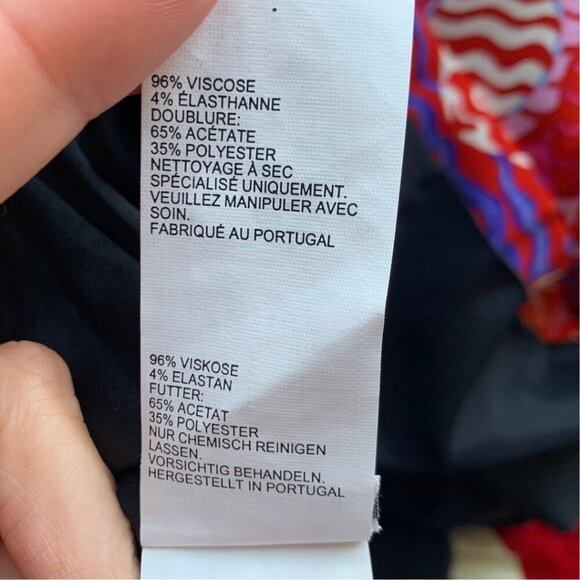 96% VISCOSE
4% ÉLASTHANNE
DOUBLURE:
65% ACÉTATE
35% POLYESTER
NETTOYAGE À SEC
SPÉCIALISÉ UNIQUEMENT.
VEUILLEZ MANIPULER AVEC
SOIN.
FABRIQUÉ AU PORTUGAL
96% VISKOSE
4% ELASTAN
FUTTER:
65% ACETAT
35% POLYESTER
NUR CHEMISCH REINIGEN
LASSEN.
VORSICHTIG BEHANDELN.
HERGESTELLT IN PORTUGAL